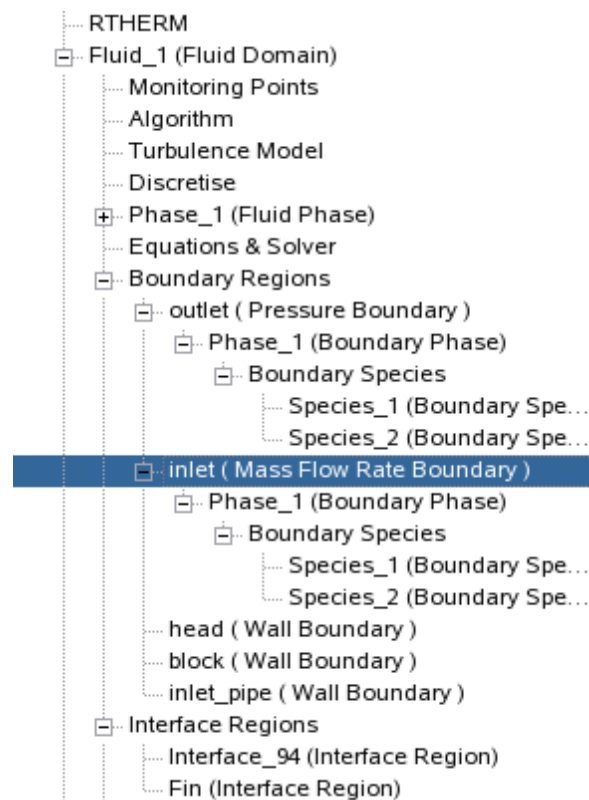 RTHERM
Fluid_1 (Fluid Domain)
Monitoring Points
Algorithm
Turbulence Model
Discretise
Phase_1 (Fluid Phase)
Equations & Solver
Boundary Regions
outlet ( Pressure Boundary )
Phase_1 (Boundary Phase)
Boundary Species
Species_1 (Boundary Spe...
Species_2 (Boundary Spe...
inlet ( Mass Flow Rate Boundary )
Phase_1 (Boundary Phase)
Boundary Species
Species_1 (Boundary Spe...
Species_2 (Boundary Spe...
head ( Wall Boundary )
block ( Wall Boundary )
inlet_pipe ( Wall Boundary )
Interface Regions
Interface_94 (Interface Region)
Fin (Interface Region)